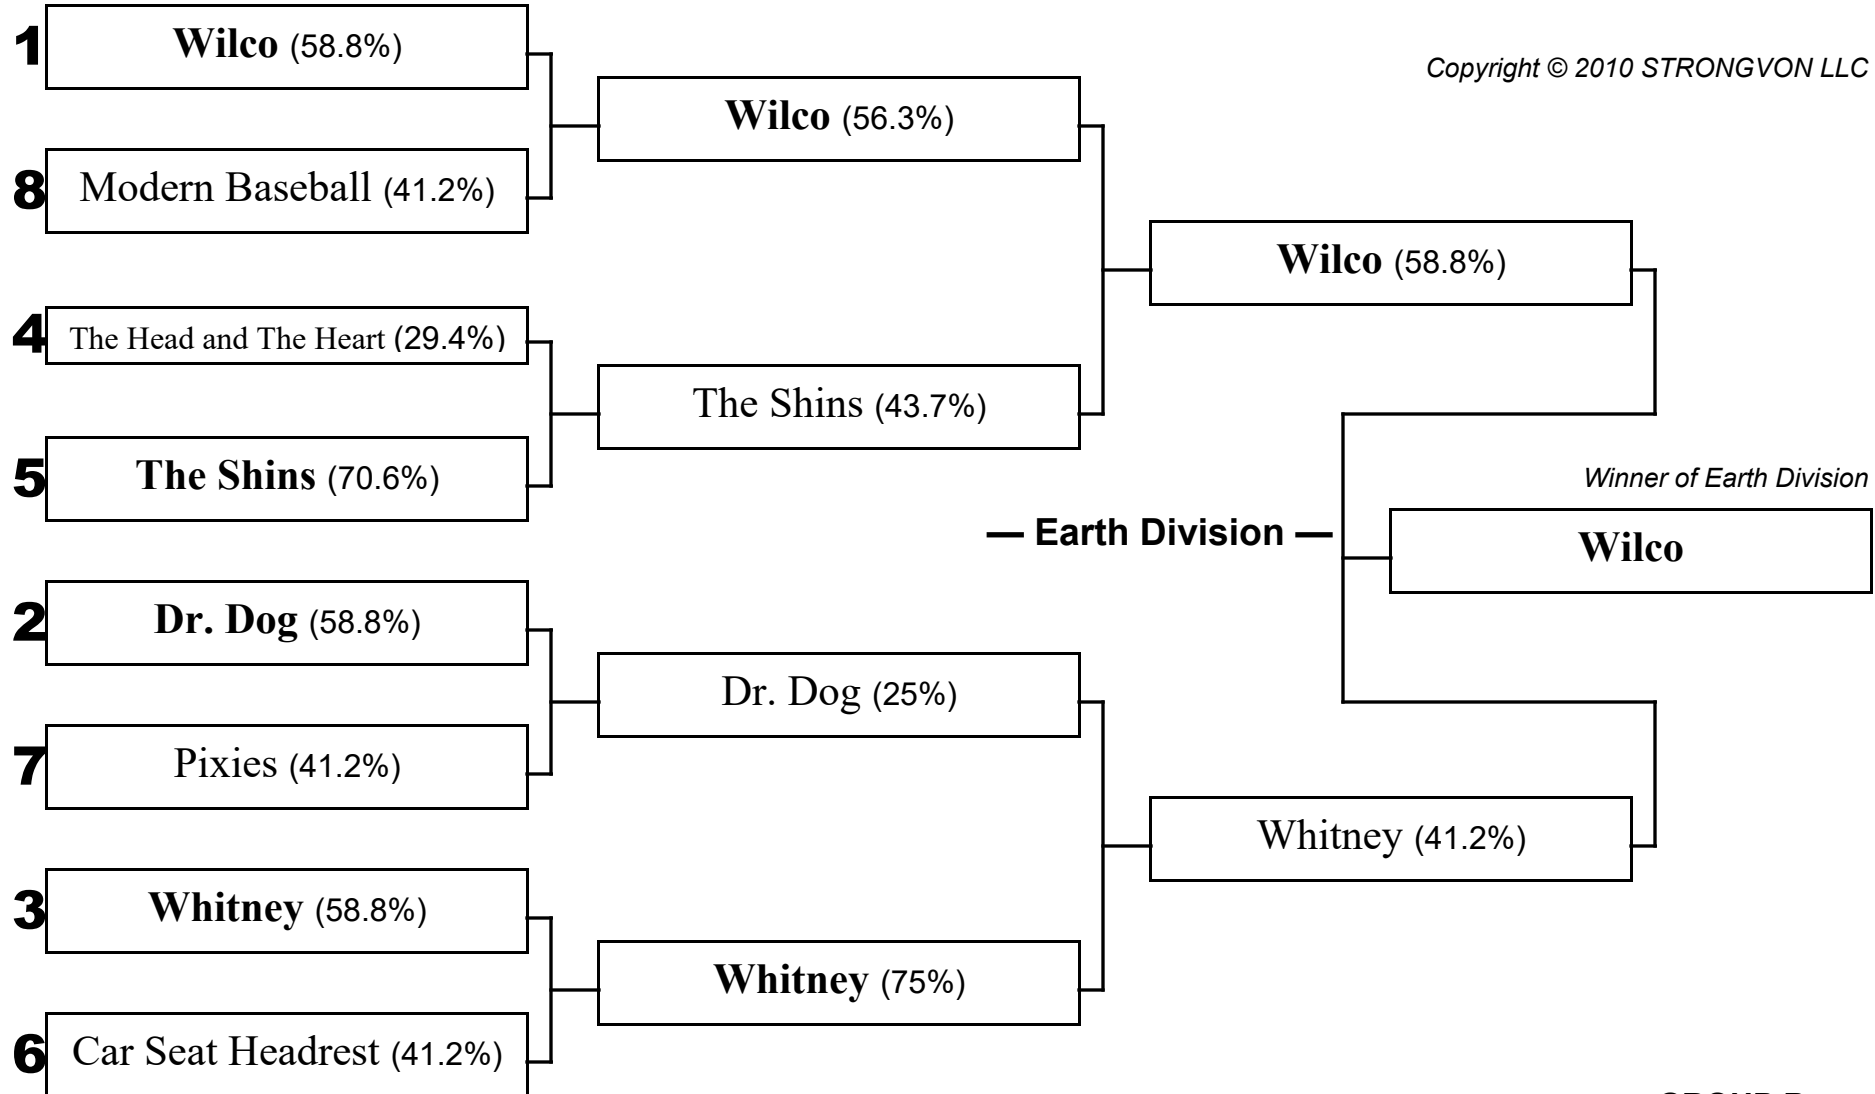 1 Wilco (58.8%)
Copyright © 2010 STRONGVON LLC
Wilco (56.3%)
8 Modern Baseball (41.2%)
Wilco (58.8%)
4 The Head and The Heart (29.4%)
The Shins (43.7%)
5 The Shins (70.6%)
Winner of Earth Division
— Earth Division —
Wilco
2 Dr. Dog (58.8%)
Dr. Dog (25%)
7 Pixies (41.2%)
Whitney (41.2%)
3 Whitney (58.8%)
Whitney (75%)
6 Car Seat Headrest (41.2%)